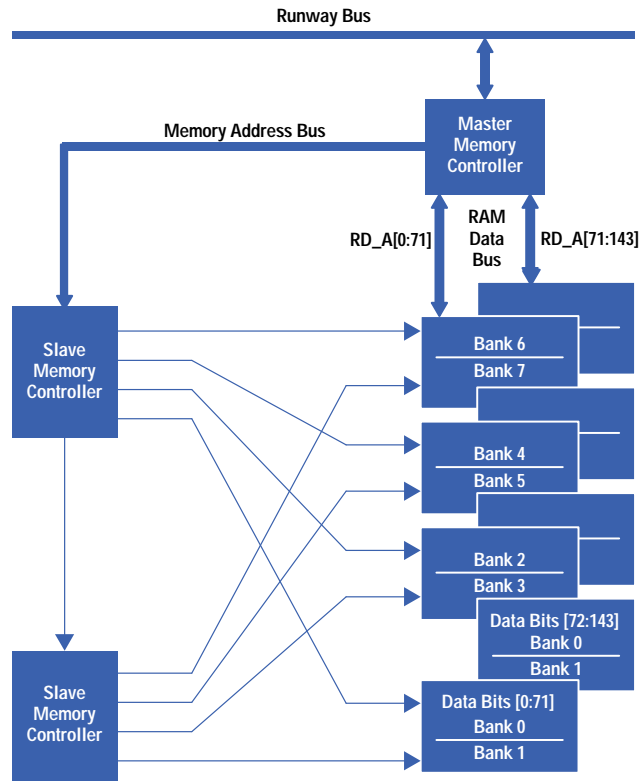 Runway Bus
Master
Memory
Controller
Memory Address Bus
RAM
Data
Bus
RD_A[0:71]
RD_A[71:143]
Slave
Memory
Controller
Bank 6
Bank 7
Bank 4
Bank 5
Bank 2
Bank 3
Data Bits [72:143]
Bank 0
Bank 1
Slave
Memory
Controller
Data Bits [0:71]
Bank 0
Bank 1